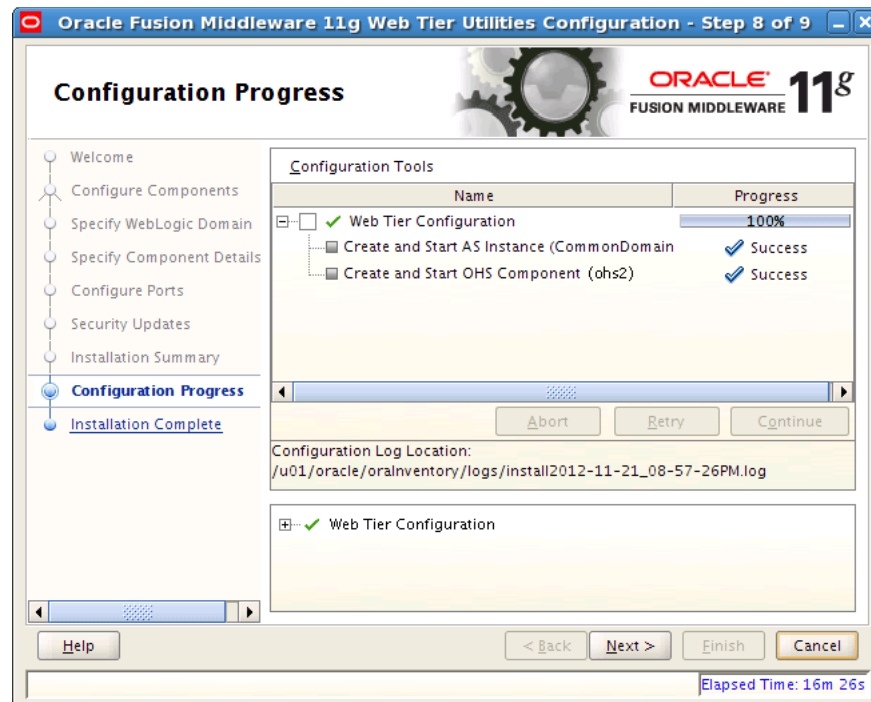 Oracle Fusion Middleware 11g Web Tier Utilities Configuration - Step 8 of 9
Configuration Progress
ORACLE
FUSION MIDDLEWARE
11g
Welcome
Configure Components
Specify WebLogic Domain
Specify Component Details
Configure Ports
Security Updates
Installation Summary
Configuration Progress
Installation Complete
Configuration Tools
Name Progress
Web Tier Configuration 100%
Create and Start AS Instance (CommonDomain Success
Create and Start OHS Component (ohs2) Success
Abort Retry Continue
Configuration Log Location:
/u01/oracle/oraInventory/logs/install2012-11-21_08-57-26PM.log
Web Tier Configuration
Help < Back Next > Finish Cancel
Elapsed Time: 16m 26s